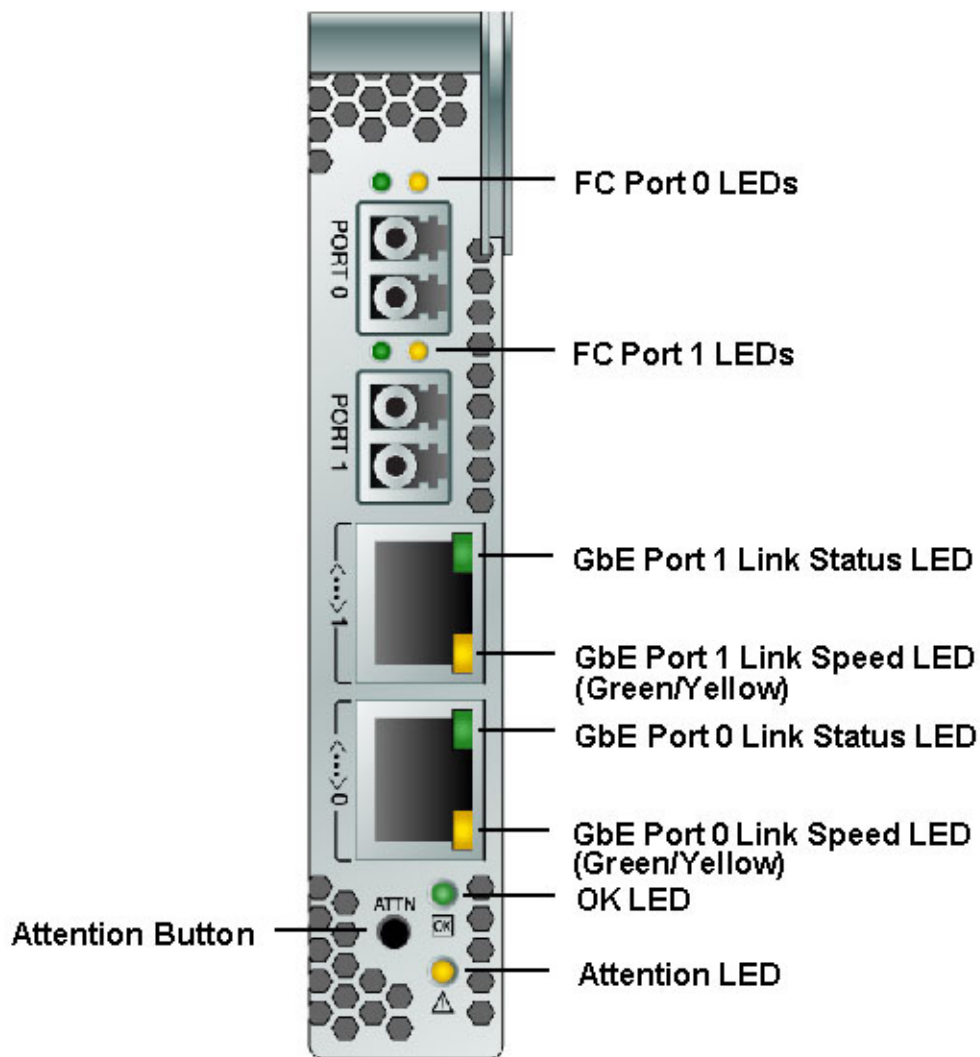 FC Port 0 LEDs
PORT 0
FC Port 1 LEDs
PORT 1
GbE Port 1 Link Status LED
<···>1
GbE Port 1 Link Speed LED
(Green/Yellow)
GbE Port 0 Link Status LED
<···>0
GbE Port 0 Link Speed LED
(Green/Yellow)
OK LED
ATTN
OK
Attention Button
Attention LED